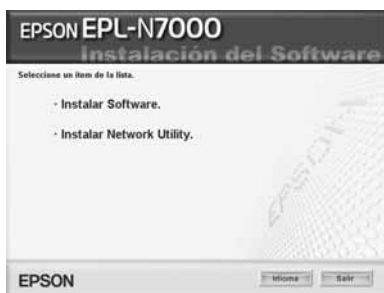 EPSON EPL-N7000
Instalación del Software
Seleccione un ítem de la lista.
· Instalar Software.
· Instalar Network Utility.
EPSON
EPSON
Idioma
Salir